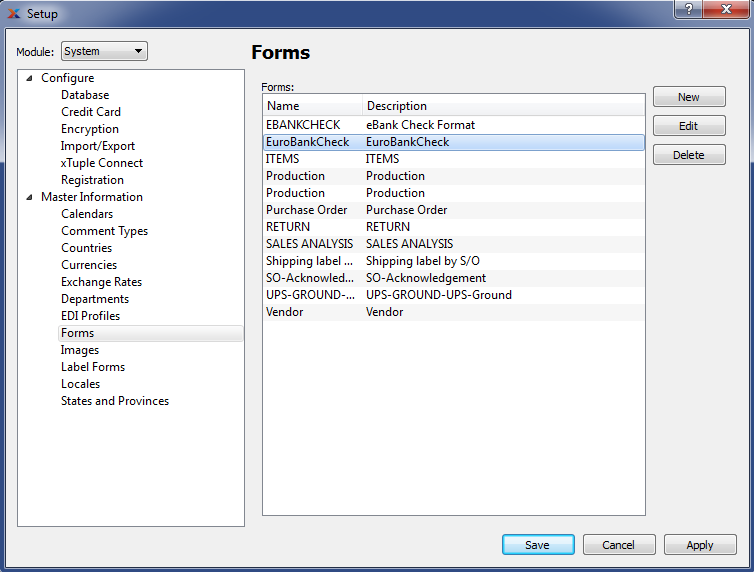 Setup
Module: System
Configure
Database
Credit Card
Encryption
Import/Export
xTuple Connect
Registration
Master Information
Calendars
Comment Types
Countries
Currencies
Exchange Rates
Departments
EDI Profiles
Forms
Images
Label Forms
Locales
States and Provinces
Forms
Forms:
Name Description
EBANKCHECK eBank Check Format
EuroBankCheck EuroBankCheck
ITEMS ITEMS
Production Production
Production Production
Purchase Order Purchase Order
RETURN RETURN
SALES ANALYSIS SALES ANALYSIS
Shipping label ... Shipping label by S/O
SO-Acknowled... SO-Acknowledgement
UPS-GROUND-... UPS-GROUND-UPS-Ground
Vendor Vendor
New
Edit
Delete
Save Cancel Apply